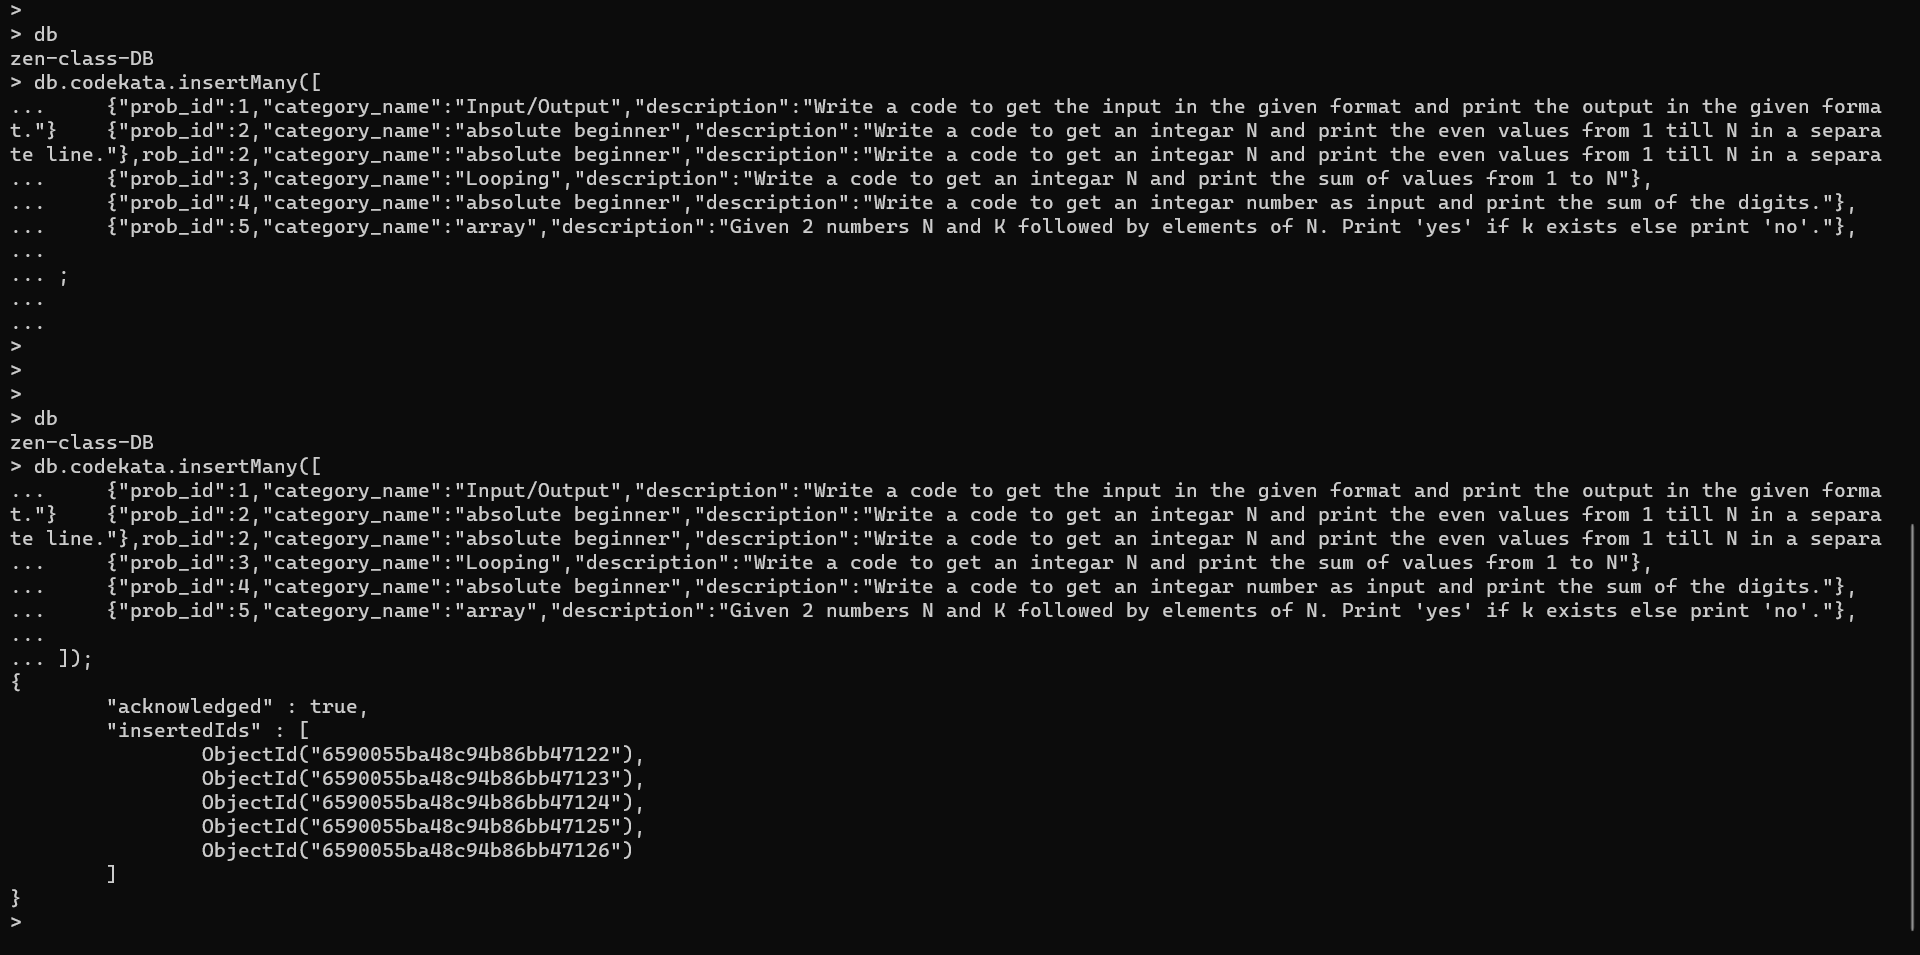 >
> db
zen-class-DB
> db.codekata.insertMany([
...     {"prob_id":1,"category_name":"Input/Output","description":"Write a code to get the input in the given format and print the output in the given forma
t."}    {"prob_id":2,"category_name":"absolute beginner","description":"Write a code to get an integar N and print the even values from 1 till N in a separa
te line."},rob_id":2,"category_name":"absolute beginner","description":"Write a code to get an integar N and print the even values from 1 till N in a separa
...     {"prob_id":3,"category_name":"Looping","description":"Write a code to get an integar N and print the sum of values from 1 to N"},
...     {"prob_id":4,"category_name":"absolute beginner","description":"Write a code to get an integar number as input and print the sum of the digits."},
...     {"prob_id":5,"category_name":"array","description":"Given 2 numbers N and K followed by elements of N. Print 'yes' if k exists else print 'no'."},
...
... ;
...
...
>
>
>
> db
zen-class-DB
> db.codekata.insertMany([
...     {"prob_id":1,"category_name":"Input/Output","description":"Write a code to get the input in the given format and print the output in the given forma
t."}    {"prob_id":2,"category_name":"absolute beginner","description":"Write a code to get an integar N and print the even values from 1 till N in a separa
te line."},rob_id":2,"category_name":"absolute beginner","description":"Write a code to get an integar N and print the even values from 1 till N in a separa
...     {"prob_id":3,"category_name":"Looping","description":"Write a code to get an integar N and print the sum of values from 1 to N"},
...     {"prob_id":4,"category_name":"absolute beginner","description":"Write a code to get an integar number as input and print the sum of the digits."},
...     {"prob_id":5,"category_name":"array","description":"Given 2 numbers N and K followed by elements of N. Print 'yes' if k exists else print 'no'."},
...
... ]);
{
        "acknowledged" : true,
        "insertedIds" : [
                ObjectId("6590055ba48c94b86bb47122"),
                ObjectId("6590055ba48c94b86bb47123"),
                ObjectId("6590055ba48c94b86bb47124"),
                ObjectId("6590055ba48c94b86bb47125"),
                ObjectId("6590055ba48c94b86bb47126")
        ]
}
>